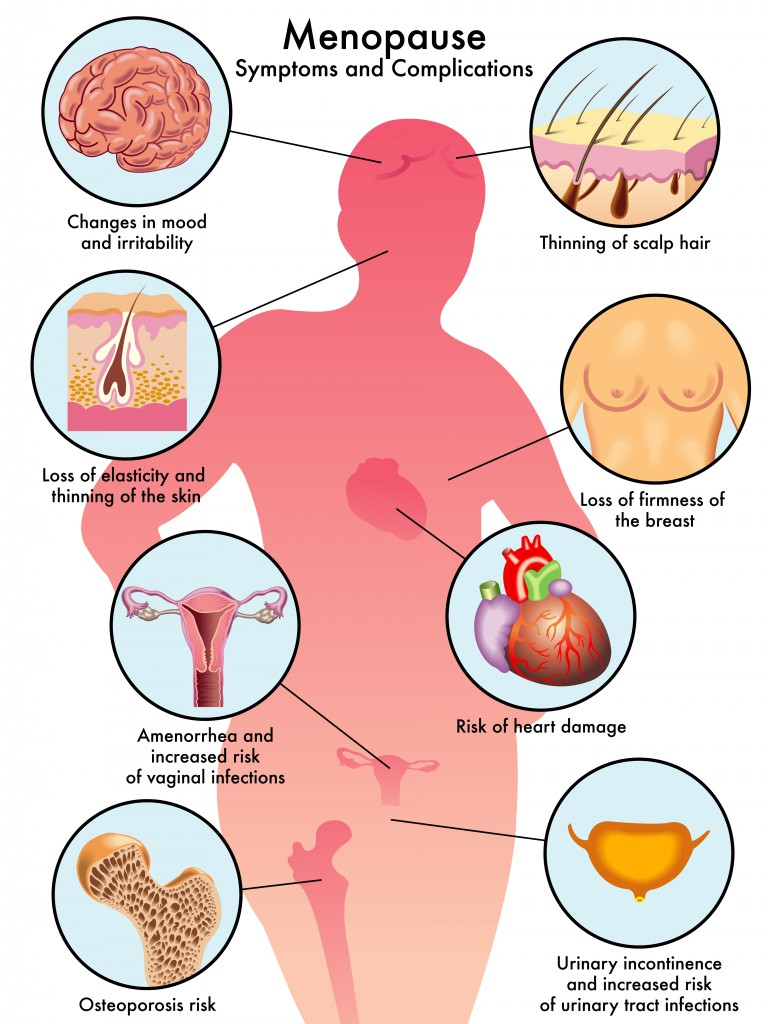 Menopause
Symptoms and Complications
Changes in mood
and irritability
Thinning of scalp hair
Loss of elasticity and
thinning of the skin
Loss of firmness of
the breast
Amenorrhea and
increased risk
of vaginal infections
Risk of heart damage
Osteoporosis risk
Urinary incontinence
and increased risk
of urinary tract infections